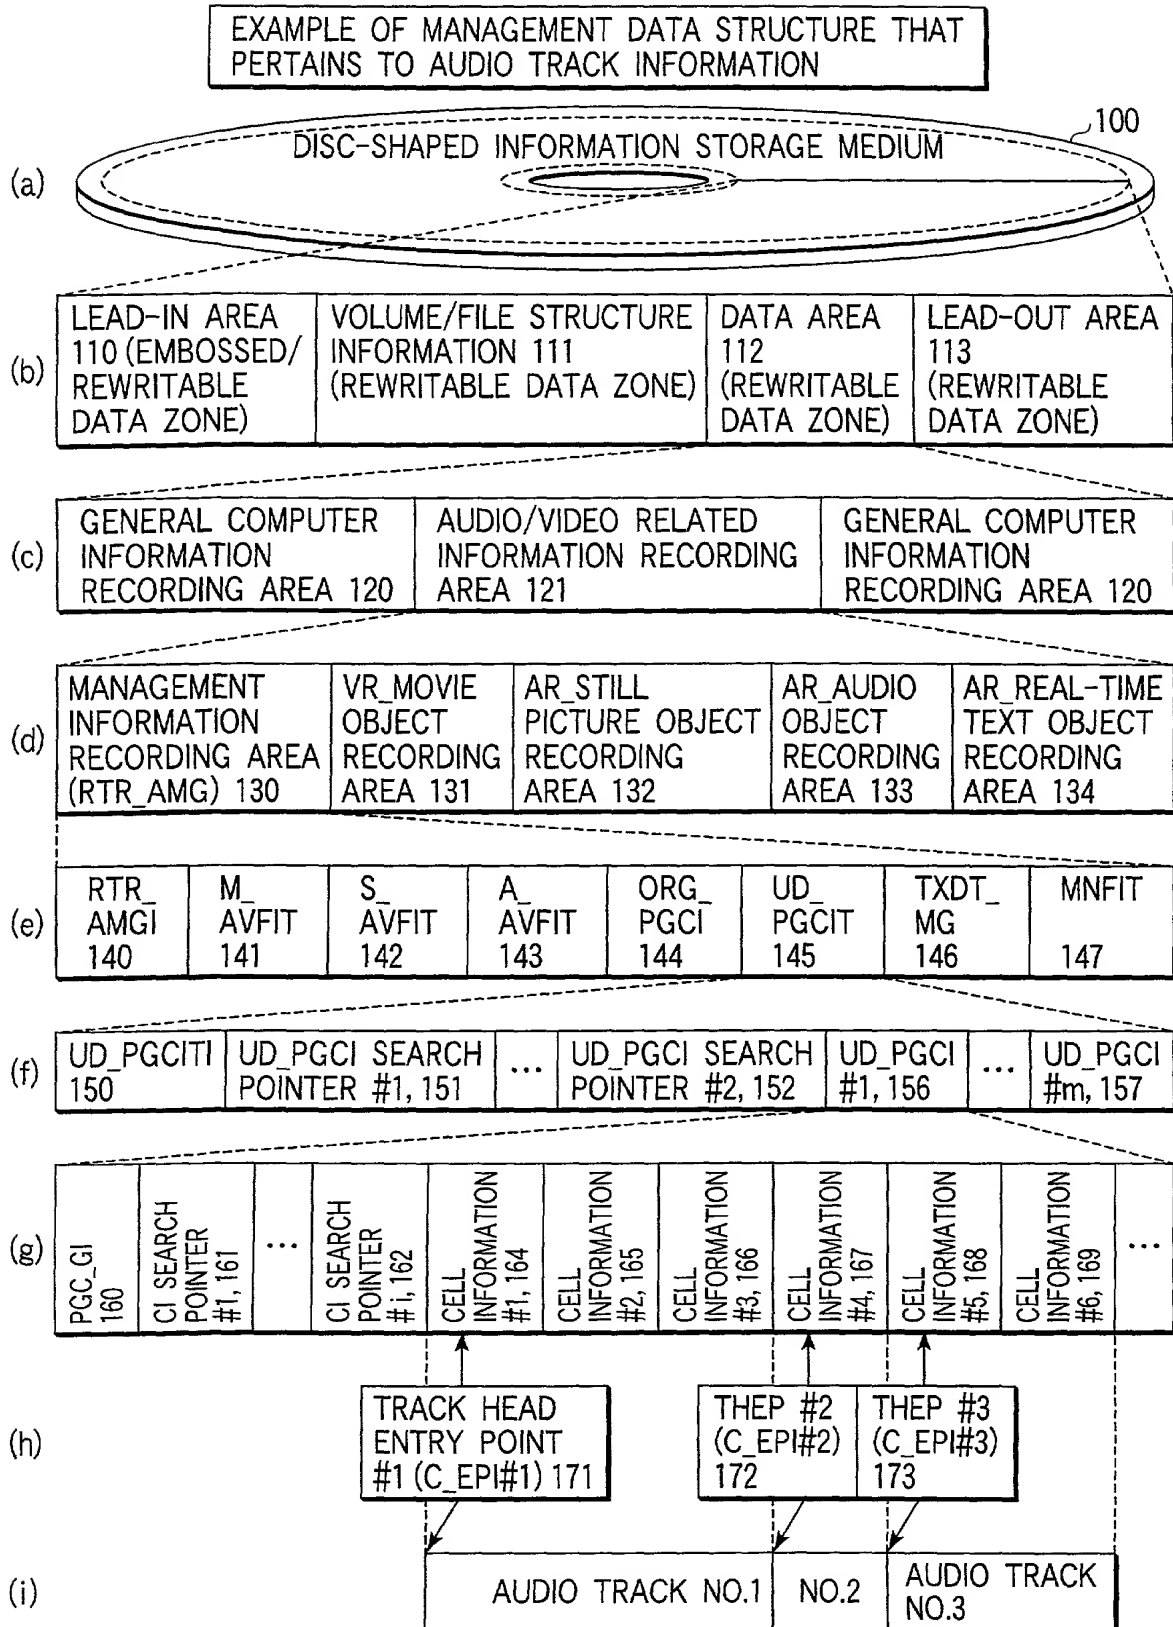 EXAMPLE OF MANAGEMENT DATA STRUCTURE THAT
PERTAINS TO AUDIO TRACK INFORMATION
100
DISC-SHAPED INFORMATION STORAGE MEDIUM
(a)
(b)
LEAD-IN AREA
110 (EMBOSSED/
REWRITABLE
DATA ZONE)
VOLUME/FILE STRUCTURE
INFORMATION 111
(REWRITABLE DATA ZONE)
DATA AREA
112
(REWRITABLE
DATA ZONE)
LEAD-OUT AREA
113
(REWRITABLE
DATA ZONE)
(c)
GENERAL COMPUTER
INFORMATION
RECORDING AREA 120
AUDIO/VIDEO RELATED
INFORMATION RECORDING
AREA 121
GENERAL COMPUTER
INFORMATION
RECORDING AREA 120
(d)
MANAGEMENT
INFORMATION
RECORDING AREA
(RTR_AMG) 130
VR_MOVIE
OBJECT
RECORDING
AREA 131
AR_STILL
PICTURE OBJECT
RECORDING
AREA 132
AR_AUDIO
OBJECT
RECORDING
AREA 133
AR_REAL-TIME
TEXT OBJECT
RECORDING
AREA 134
(e)
RTR_
AMGI
140
M_
AVFIT
141
S_
AVFIT
142
A_
AVFIT
143
ORG_
PGCI
144
UD_
PGCIT
145
TXDT_
MG
146
MNFIT
147
(f)
UD_PGCITI
150
UD_PGCI SEARCH
POINTER #1, 151
...
UD_PGCI SEARCH
POINTER #2, 152
UD_PGCI
#1, 156
...
UD_PGCI
#m, 157
(g)
PGC_GI
160
CI SEARCH
POINTER
#1, 161
...
CI SEARCH
POINTER
# i, 162
CELL
INFORMATION
#1, 164
CELL
INFORMATION
#2, 165
CELL
INFORMATION
#3, 166
CELL
INFORMATION
#4, 167
CELL
INFORMATION
#5, 168
CELL
INFORMATION
#6, 169
...
(h)
TRACK HEAD
ENTRY POINT
#1 (C_EPI#1) 171
THEP #2
(C_EPI#2)
172
THEP #3
(C_EPI#3)
173
(i)
AUDIO TRACK NO.1
NO.2
AUDIO TRACK
NO.3